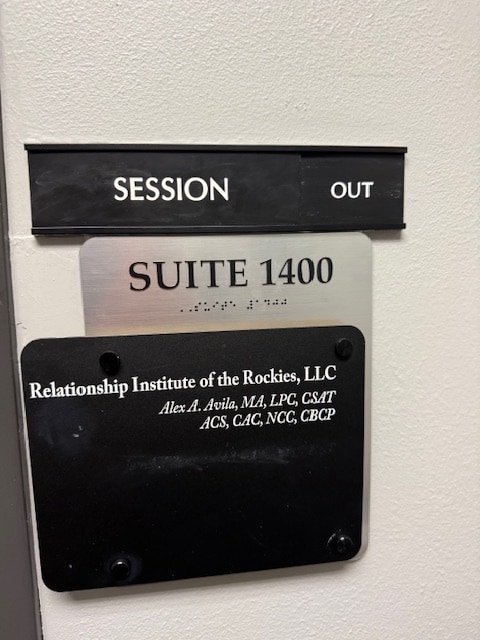 SESSION OUT
SUITE 1400
Relationship Institute of the Rockies, LLC
Alex A. Avila, MA, LPC, CSAT
ACS, CAC, NCC, CBCP